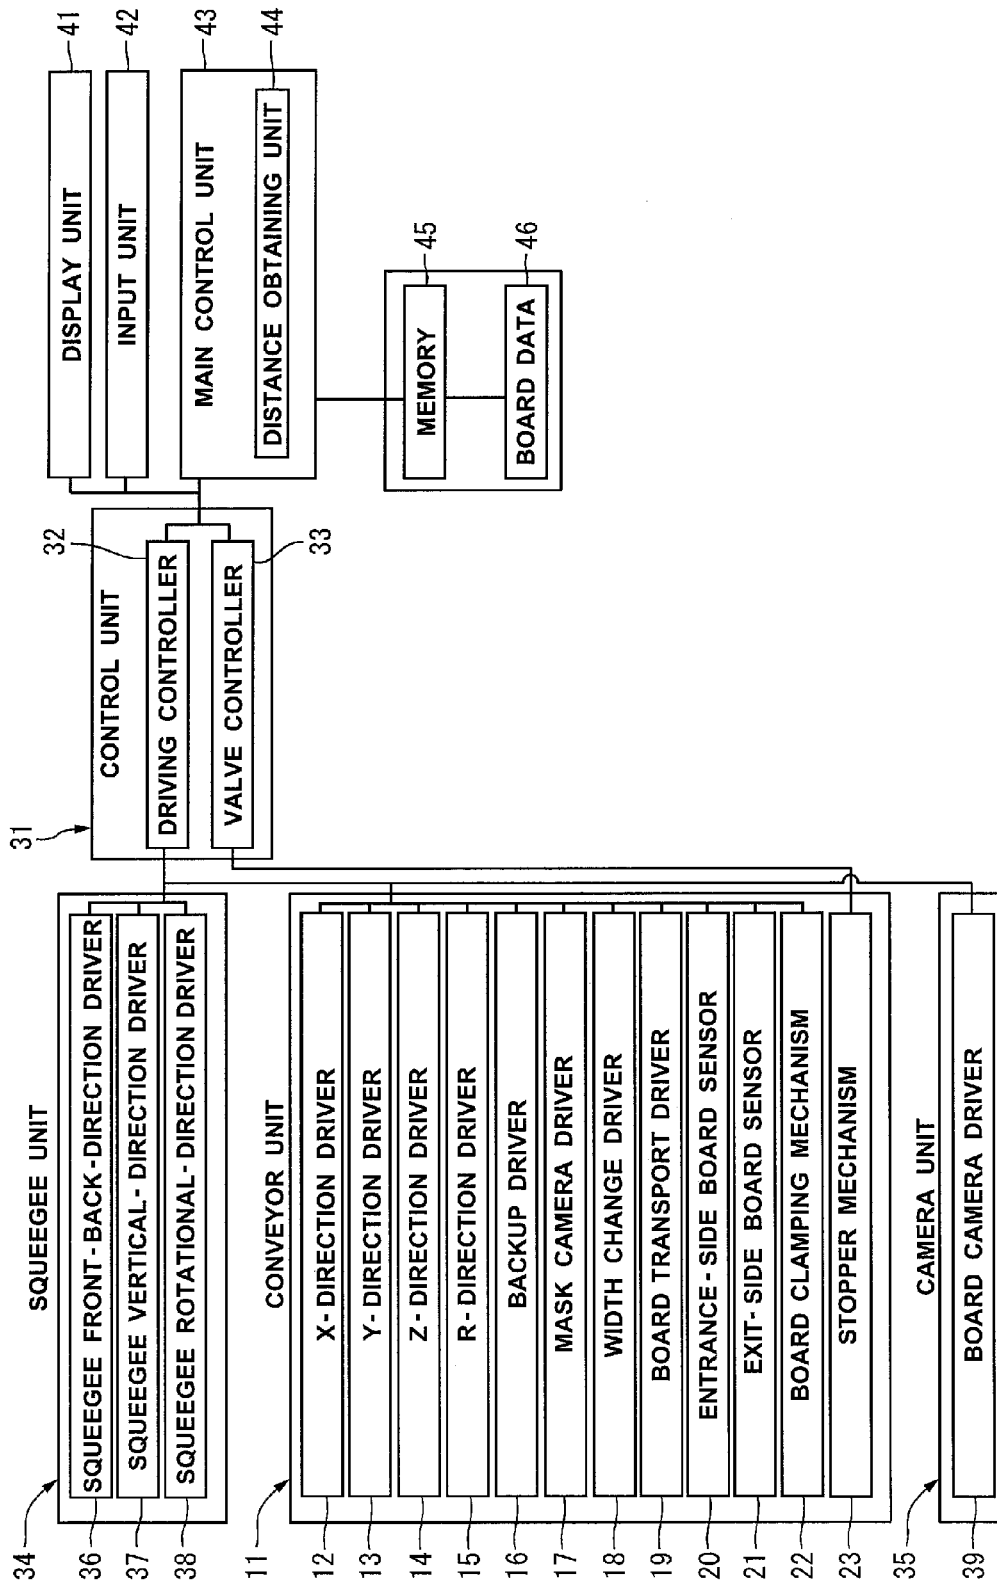 SQUEEGEE UNIT
34
36 SQUEEGEE FRONT-BACK-DIRECTION DRIVER
37 SQUEEGEE VERTICAL-DIRECTION DRIVER
38 SQUEEGEE ROTATIONAL-DIRECTION DRIVER
CONVEYOR UNIT
11
12 X-DIRECTION DRIVER
13 Y-DIRECTION DRIVER
14 Z-DIRECTION DRIVER
15 R-DIRECTION DRIVER
16 BACKUP DRIVER
17 MASK CAMERA DRIVER
18 WIDTH CHANGE DRIVER
19 BOARD TRANSPORT DRIVER
20 ENTRANCE-SIDE BOARD SENSOR
21 EXIT-SIDE BOARD SENSOR
22 BOARD CLAMPING MECHANISM
23 STOPPER MECHANISM
CAMERA UNIT
35
39 BOARD CAMERA DRIVER
31
CONTROL UNIT
DRIVING CONTROLLER 32
VALVE CONTROLLER 33
DISPLAY UNIT 41
INPUT UNIT 42
MAIN CONTROL UNIT 43
DISTANCE OBTAINING UNIT 44
MEMORY 45
BOARD DATA 46